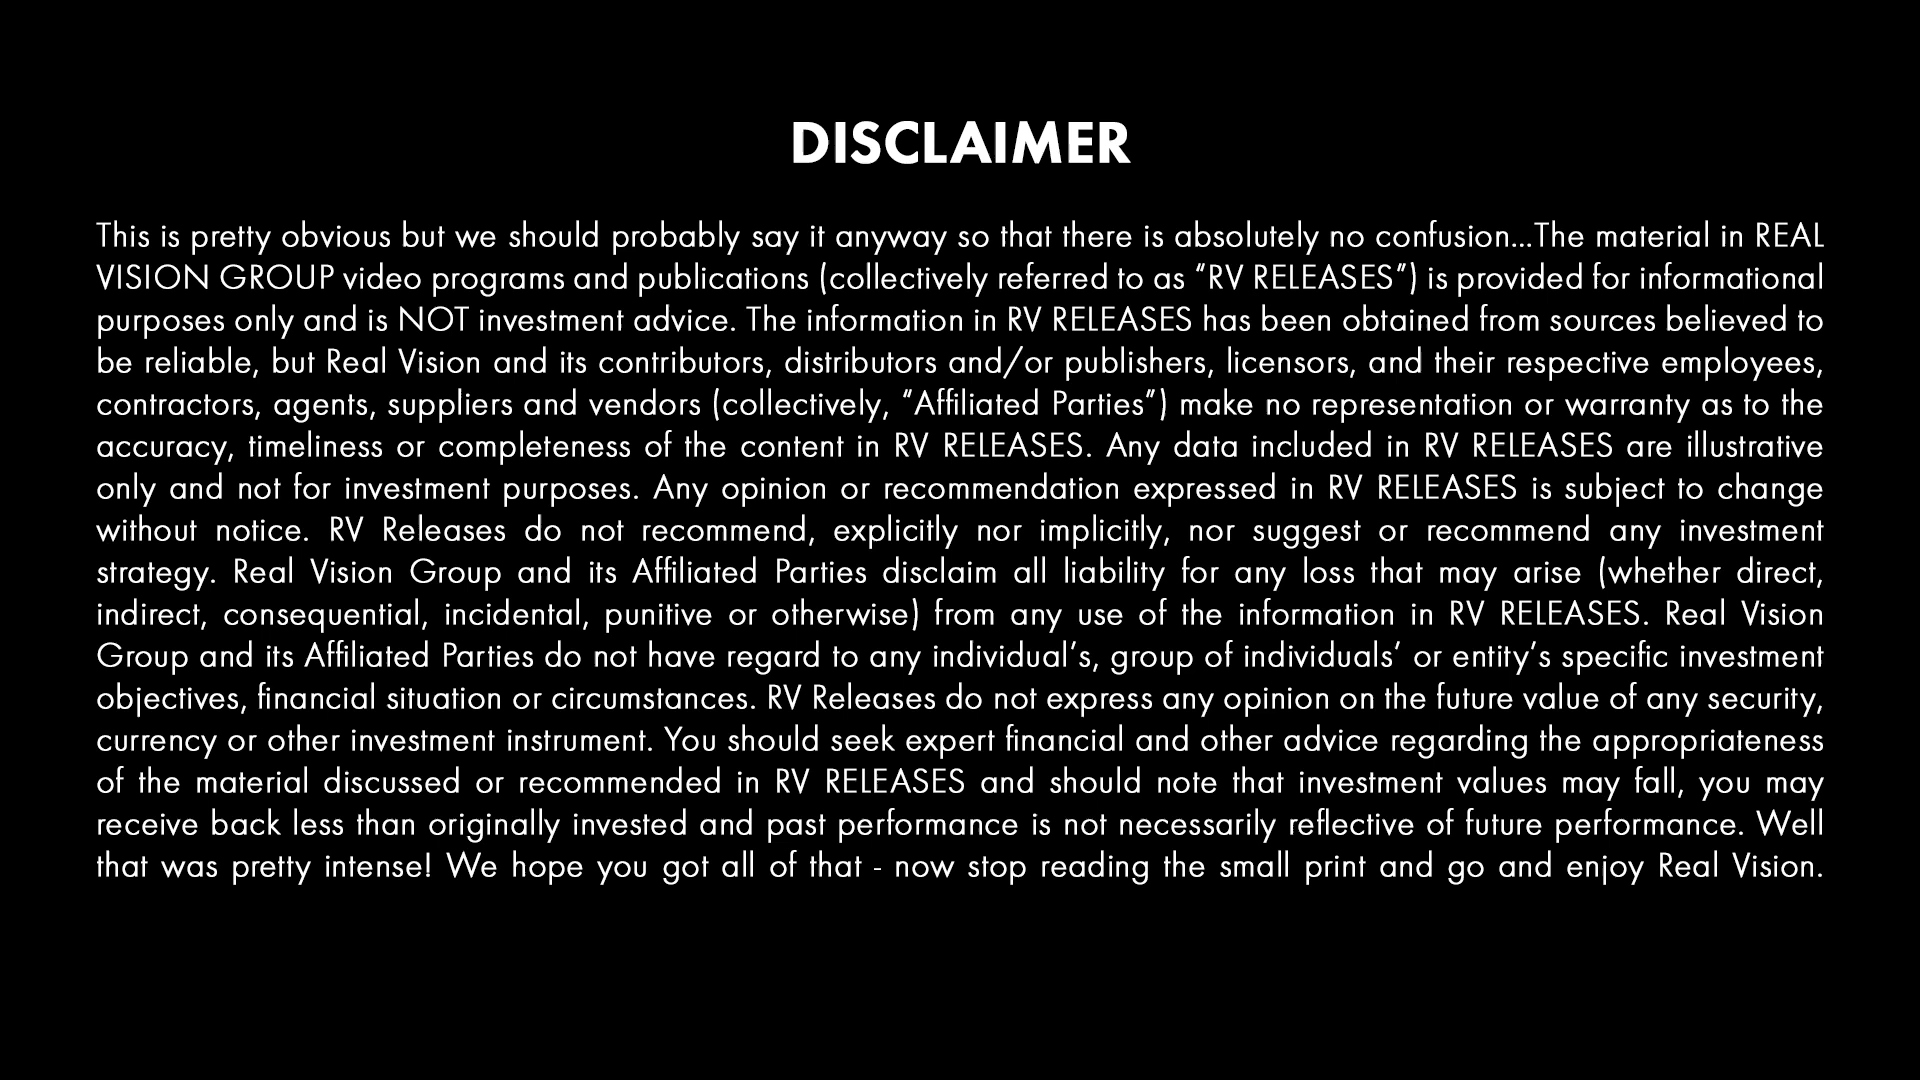 DISCLAIMER
This is pretty obvious but we should probably say it anyway so that there is absolutely no confusion...The material in REAL
VISION GROUP video programs and publications (collectively referred to as “RV RELEASES”) is provided for informational
purposes only and is NOT investment advice. The information in RV RELEASES has been obtained from sources believed to
be reliable, but Real Vision and its contributors, distributors and/or publishers, licensors, and their respective employees,
contractors, agents, suppliers and vendors (collectively, “Affiliated Parties”) make no representation or warranty as to the
accuracy, timeliness or completeness of the content in RV RELEASES. Any data included in RV RELEASES are illustrative
only and not for investment purposes. Any opinion or recommendation expressed in RV RELEASES is subject to change
without notice. RV Releases do not recommend, explicitly nor implicitly, nor suggest or recommend any investment
strategy. Real Vision Group and its Affiliated Parties disclaim all liability for any loss that may arise (whether direct,
indirect, consequential, incidental, punitive or otherwise) from any use of the information in RV RELEASES. Real Vision
Group and its Affiliated Parties do not have regard to any individual’s, group of individuals’ or entity’s specific investment
objectives, financial situation or circumstances. RV Releases do not express any opinion on the future value of any security,
currency or other investment instrument. You should seek expert financial and other advice regarding the appropriateness
of the material discussed or recommended in RV RELEASES and should note that investment values may fall, you may
receive back less than originally invested and past performance is not necessarily reflective of future performance. Well
that was pretty intense! We hope you got all of that - now stop reading the small print and go and enjoy Real Vision.